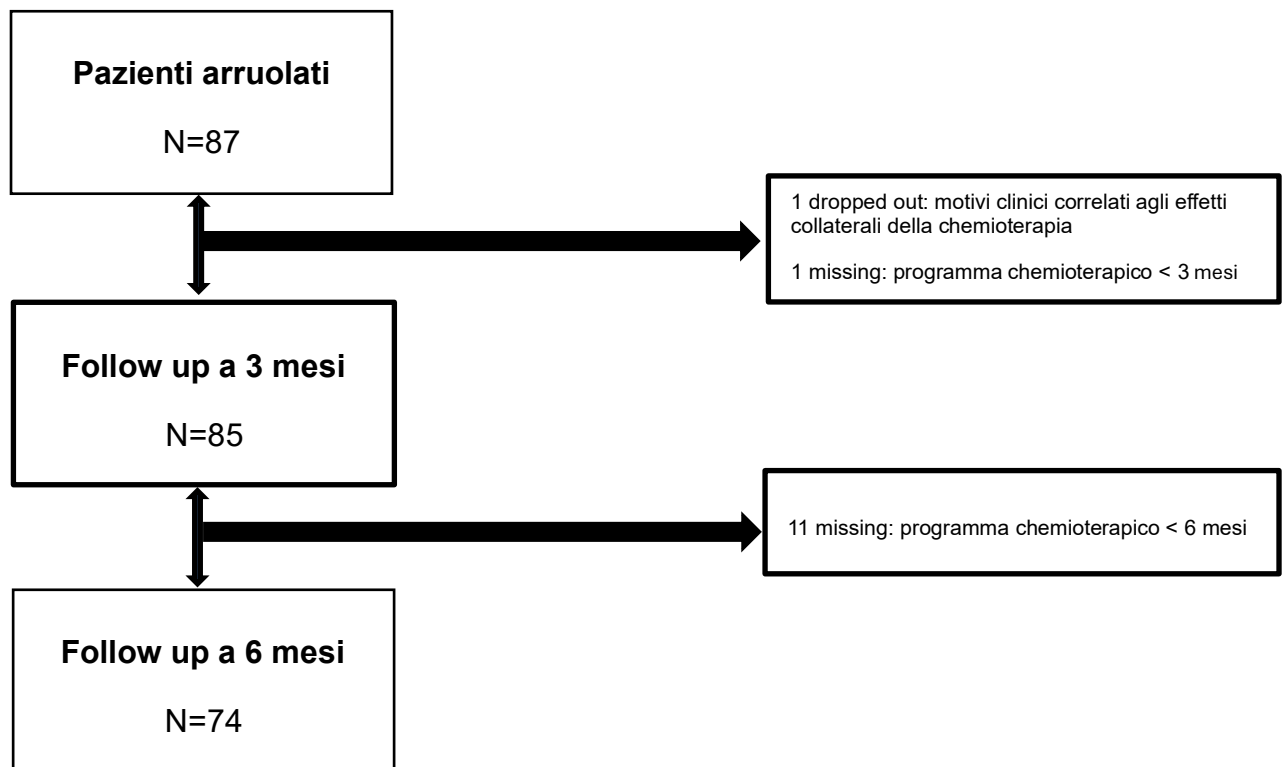 Pazienti arruolati
N=87
1 dropped out: motivi clinici correlati agli effetti
collaterali della chemioterapia
1 missing: programma chemioterapico < 3 mesi
Follow up a 3 mesi
N=85
11 missing: programma chemioterapico < 6 mesi
Follow up a 6 mesi
N=74